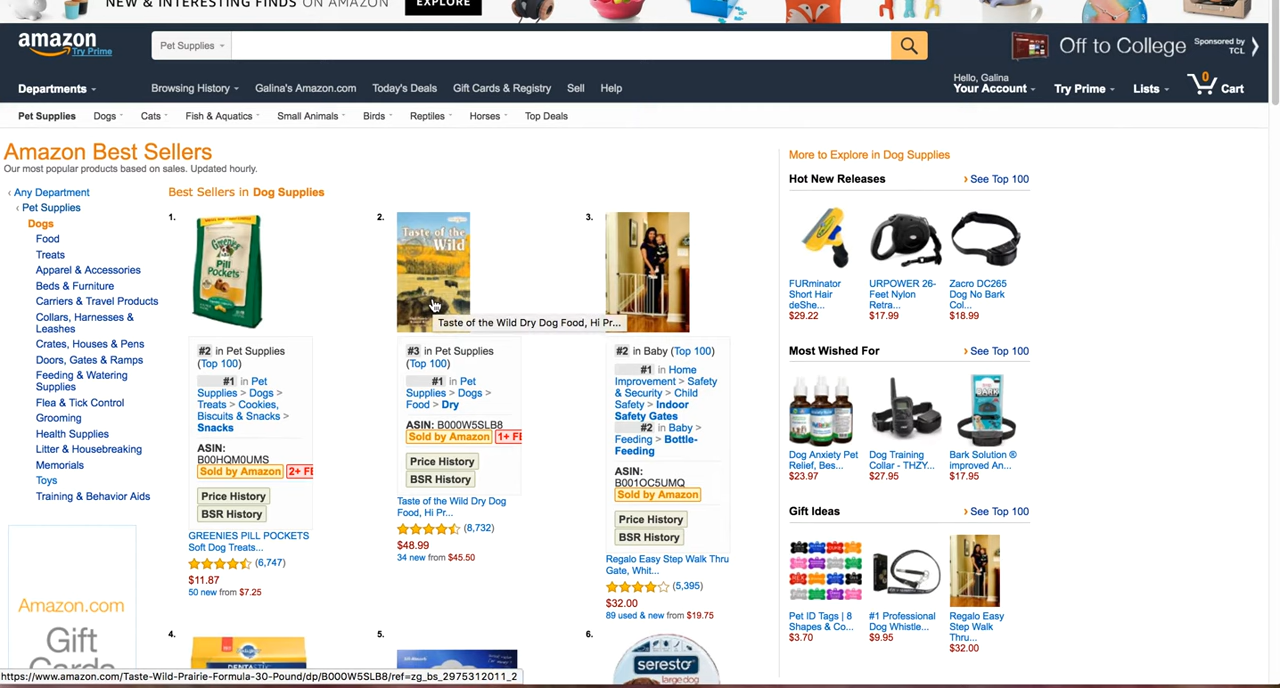 NEW & INTERESTING FINDS ON AMAZON EXPLORE
amazon
Try Prime
Pet Supplies
Off to College Sponsored by TCL
Departments
Browsing History Galina's Amazon.com Today's Deals Gift Cards & Registry Sell Help
Hello, Galina
Your Account Try Prime Lists 0 Cart
Pet Supplies Dogs Cats Fish & Aquatics Small Animals Birds Reptiles Horses Top Deals
Amazon Best Sellers
Our most popular products based on sales. Updated hourly.
‹ Any Department
‹ Pet Supplies
Dogs
Food
Treats
Apparel & Accessories
Beds & Furniture
Carriers & Travel Products
Collars, Harnesses &
Leashes
Crates, Houses & Pens
Doors, Gates & Ramps
Feeding & Watering
Supplies
Flea & Tick Control
Grooming
Health Supplies
Litter & Housebreaking
Memorials
Toys
Training & Behavior Aids
Amazon.com
Gift
Cards
Best Sellers in Dog Supplies
1.
Greenies
Pill
Pockets
#2 in Pet Supplies
(Top 100)
#1 in Pet
Supplies > Dogs >
Treats > Cookies,
Biscuits & Snacks >
Snacks
ASIN:
B00HQM0UMS
Sold by Amazon 2+ F
Price History
BSR History
GREENIES PILL POCKETS
Soft Dog Treats...
(6,747)
$11.87
50 new from $7.25
2.
Taste of the
Wild
Taste of the Wild Dry Dog Food, Hi Pr...
#3 in Pet Supplies
(Top 100)
#1 in Pet
Supplies > Dogs >
Food > Dry
ASIN: B000W5SLB8
Sold by Amazon 1+ F
Price History
BSR History
Taste of the Wild Dry Dog
Food, Hi Pr...
(8,732)
$48.99
34 new from $45.50
3.
#2 in Baby (Top 100)
#1 in Home
Improvement > Safety
& Security > Child
Safety > Indoor
Safety Gates
#2 in Baby >
Feeding > Bottle-
Feeding
ASIN:
B001OC5UMQ
Sold by Amazon
Price History
BSR History
Regalo Easy Step Walk Thru
Gate, Whit...
(5,395)
$32.00
89 used & new from $19.75
4.
DENTASTIX
5.
6.
seresto
large dog
More to Explore in Dog Supplies
Hot New Releases › See Top 100
FURminator
Short Hair
deShe...
$29.22
URPOWER 26-
Feet Nylon
Retra...
$17.99
Zacro DC265
Dog No Bark
Col...
$18.99
Most Wished For › See Top 100
Dog Anxiety Pet
Relief, Bes...
$23.97
Dog Training
Collar - THZY...
$27.95
Bark Solution ®
improved An...
$17.95
Gift Ideas › See Top 100
Pet ID Tags | 8
Shapes & Co...
$3.70
#1 Professional
Dog Whistle...
$9.95
Regalo Easy
Step Walk
Thru...
$32.00
https://www.amazon.com/Taste-Wild-Prairie-Formula-30-Pound/dp/B000W5SLB8/ref=zg_bs_2975312011_2